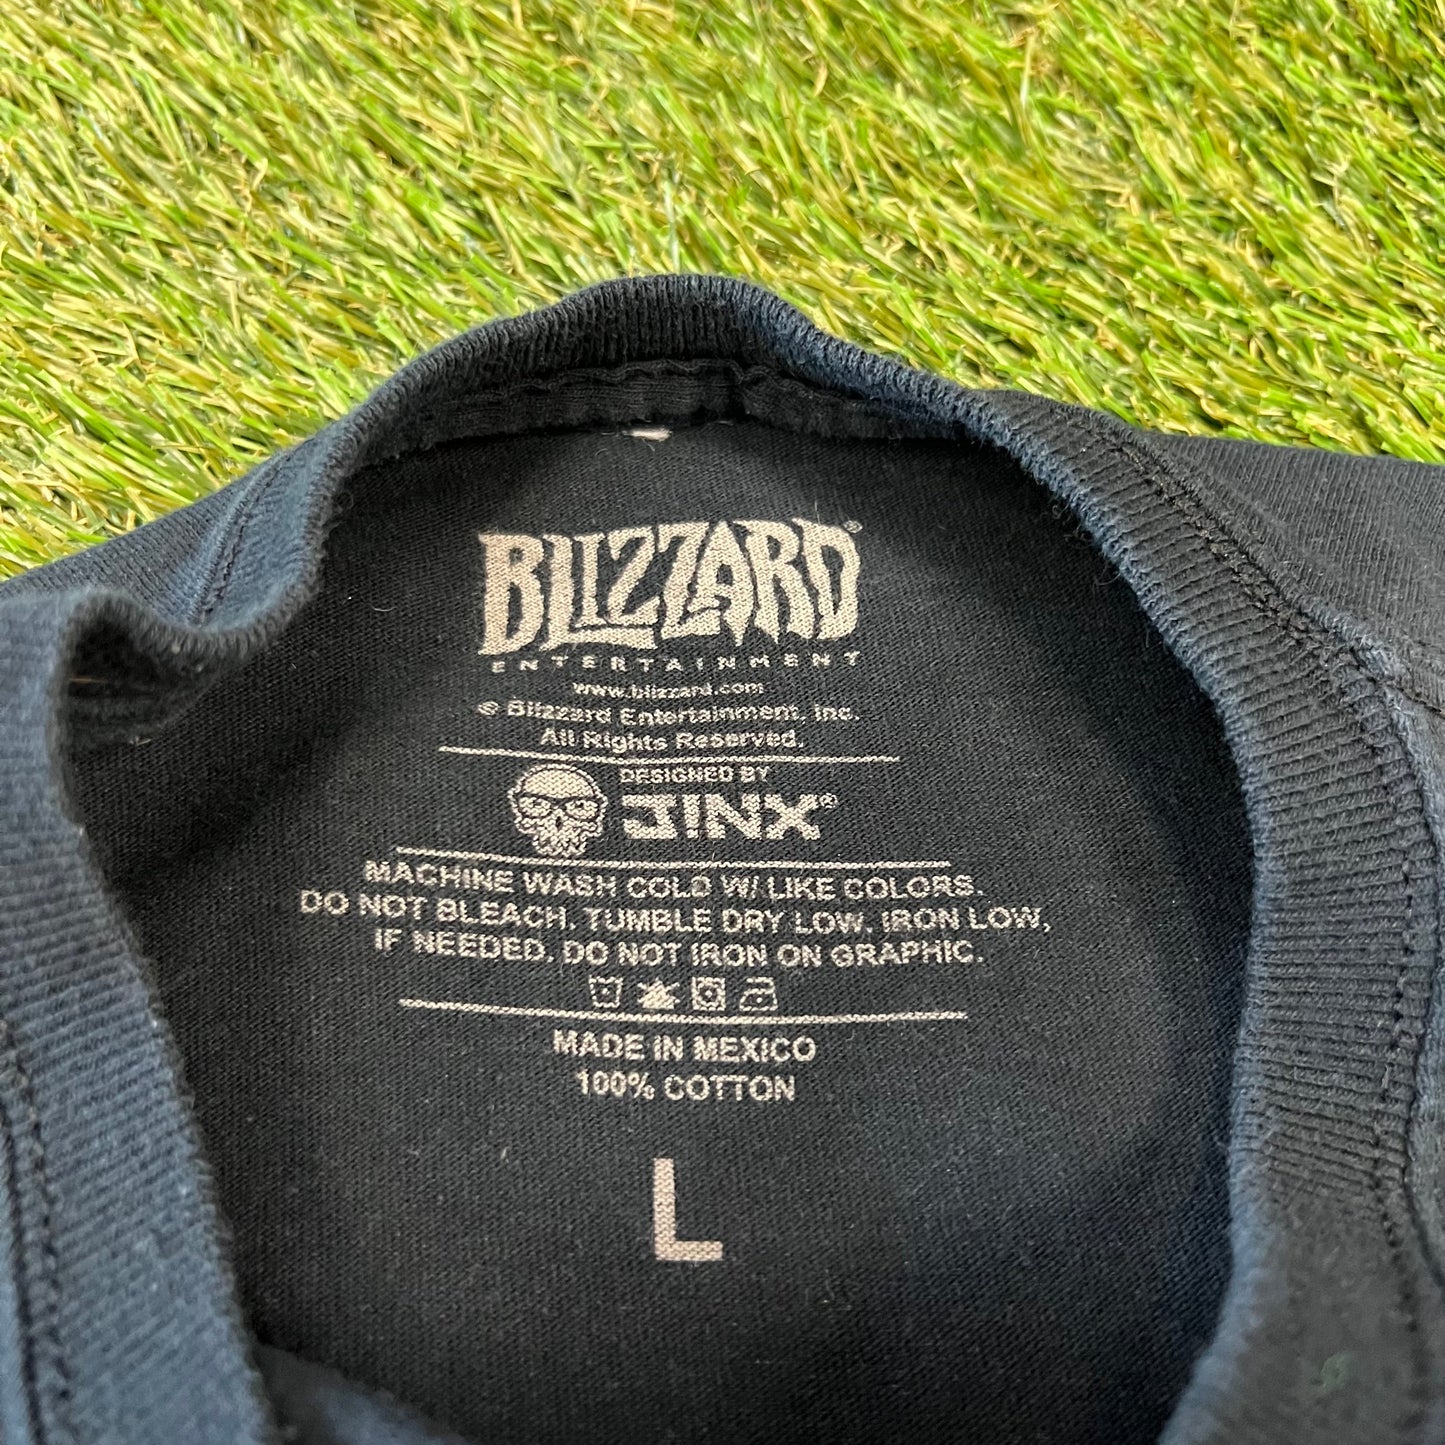 BLIZZARD®
ENTERTAINMENT
www.blizzard.com
© Blizzard Entertainment, Inc.
All Rights Reserved.
DESIGNED BY
J!NX®
MACHINE WASH COLD W/ LIKE COLORS.
DO NOT BLEACH. TUMBLE DRY LOW. IRON LOW,
IF NEEDED. DO NOT IRON ON GRAPHIC.
MADE IN MEXICO
100% COTTON
L